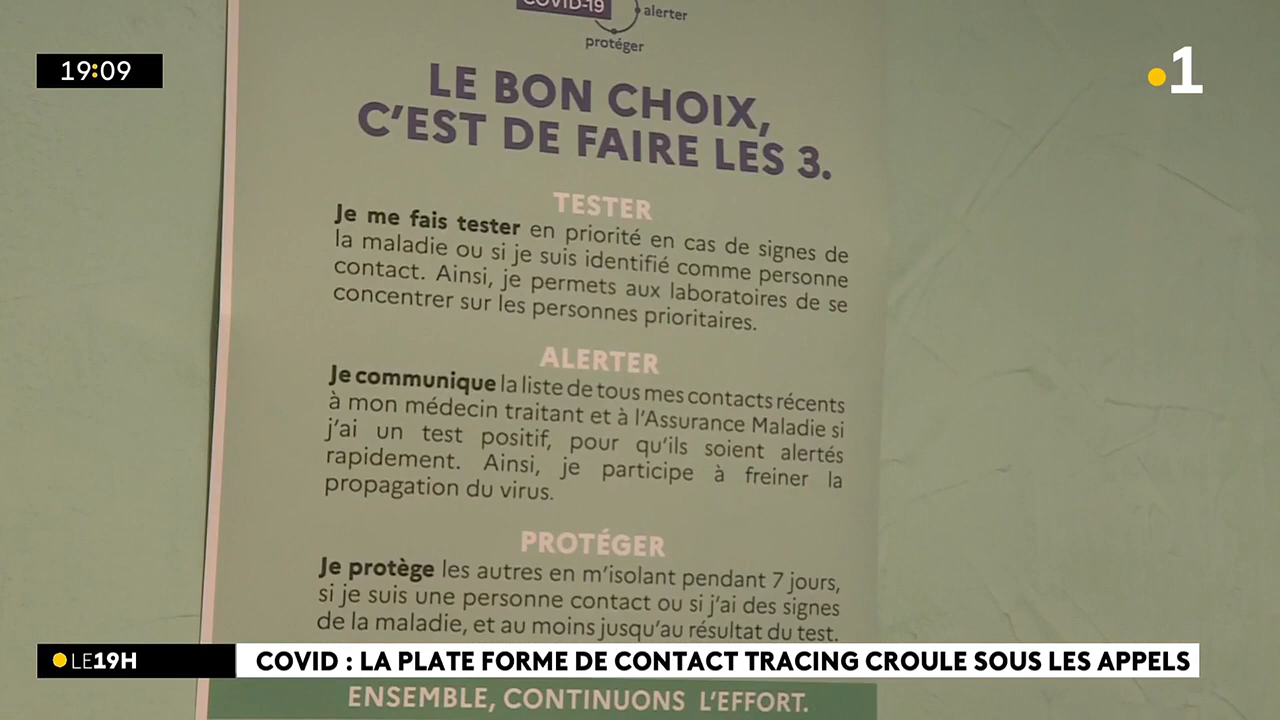 COVID-19
alerter
protéger
19:09
1
LE BON CHOIX,
C'EST DE FAIRE LES 3.
TESTER
Je me fais tester en priorité en cas de signes de
la maladie ou si je suis identifié comme personne
contact. Ainsi, je permets aux laboratoires de se
concentrer sur les personnes prioritaires.
ALERTER
Je communique la liste de tous mes contacts récents
à mon médecin traitant et à l'Assurance Maladie si
j'ai un test positif, pour qu'ils soient alertés
rapidement. Ainsi, je participe à freiner la
propagation du virus.
PROTÉGER
Je protège les autres en m'isolant pendant 7 jours,
si je suis une personne contact ou si j'ai des signes
de la maladie, et au moins jusqu'au résultat du test.
LE19H
COVID : LA PLATE FORME DE CONTACT TRACING CROULE SOUS LES APPELS
ENSEMBLE, CONTINUONS L'EFFORT.